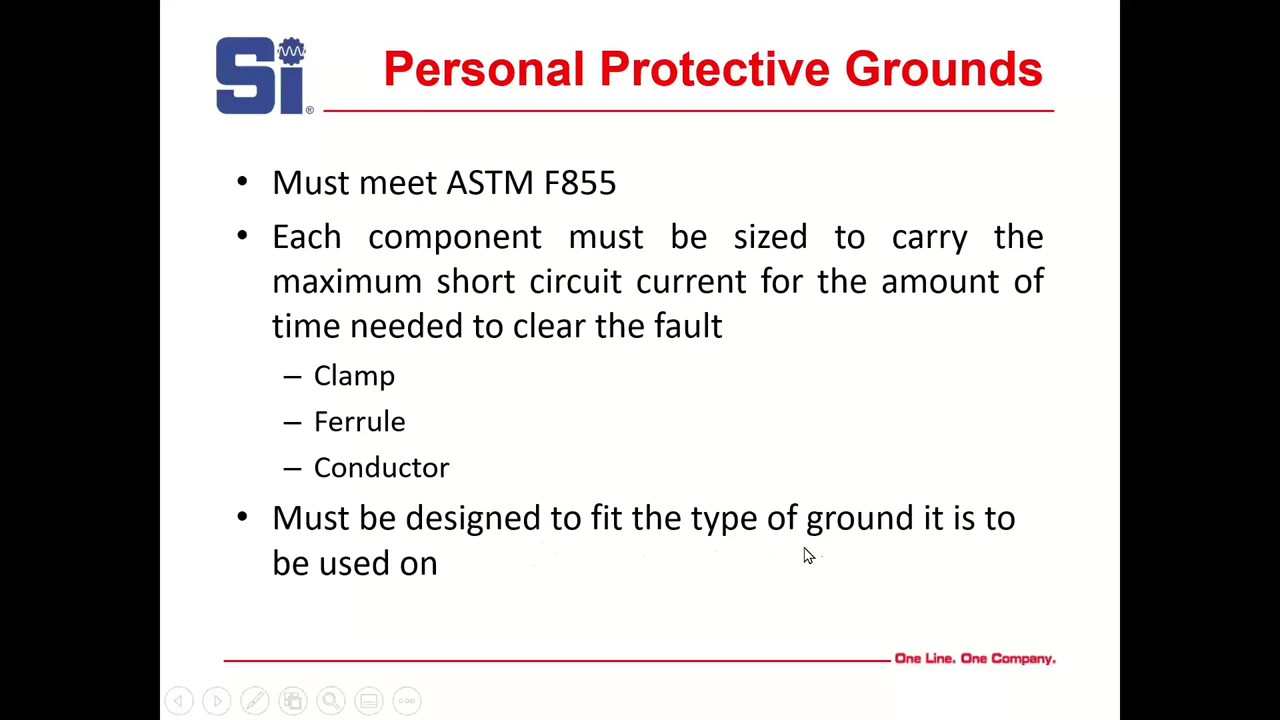 Si®
Personal Protective Grounds
• Must meet ASTM F855
• Each component must be sized to carry the
maximum short circuit current for the amount of
time needed to clear the fault
– Clamp
– Ferrule
– Conductor
• Must be designed to fit the type of ground it is to
be used on
One Line. One Company.